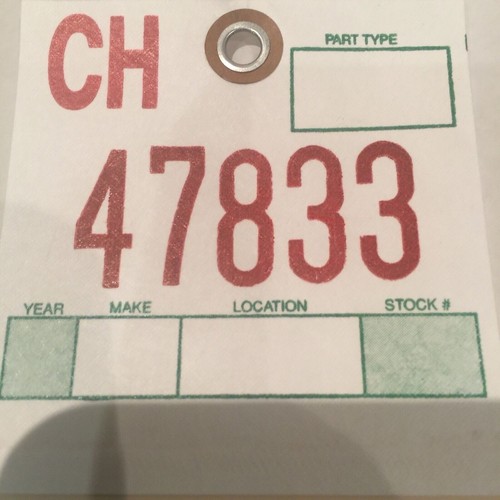 CH
PART TYPE
47833
YEAR MAKE LOCATION STOCK #